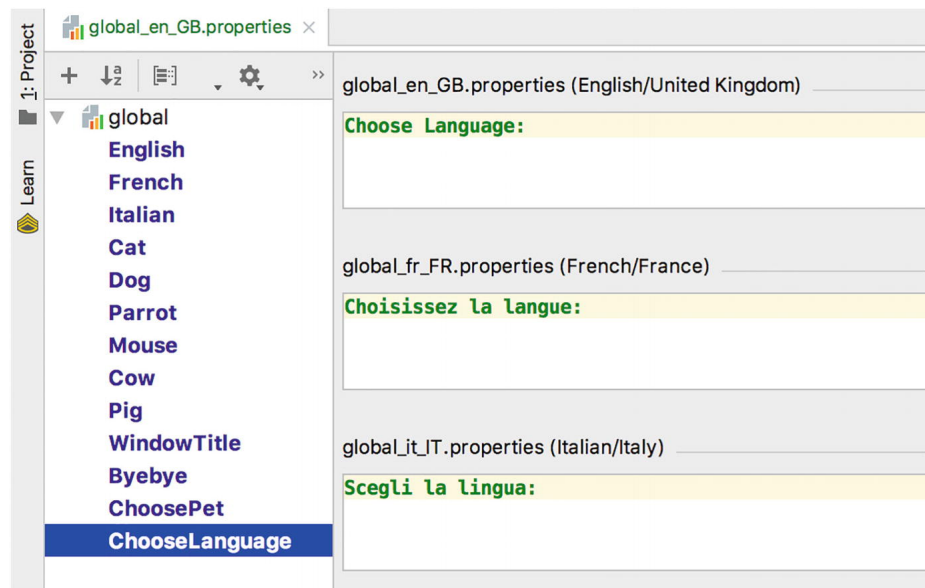 1: Project
Learn
global_en_GB.properties
global
English
French
Italian
Cat
Dog
Parrot
Mouse
Cow
Pig
WindowTitle
Byebye
ChoosePet
ChooseLanguage
global_en_GB.properties (English/United Kingdom)
Choose Language:
global_fr_FR.properties (French/France)
Choisissez la langue:
global_it_IT.properties (Italian/Italy)
Scegli la lingua: